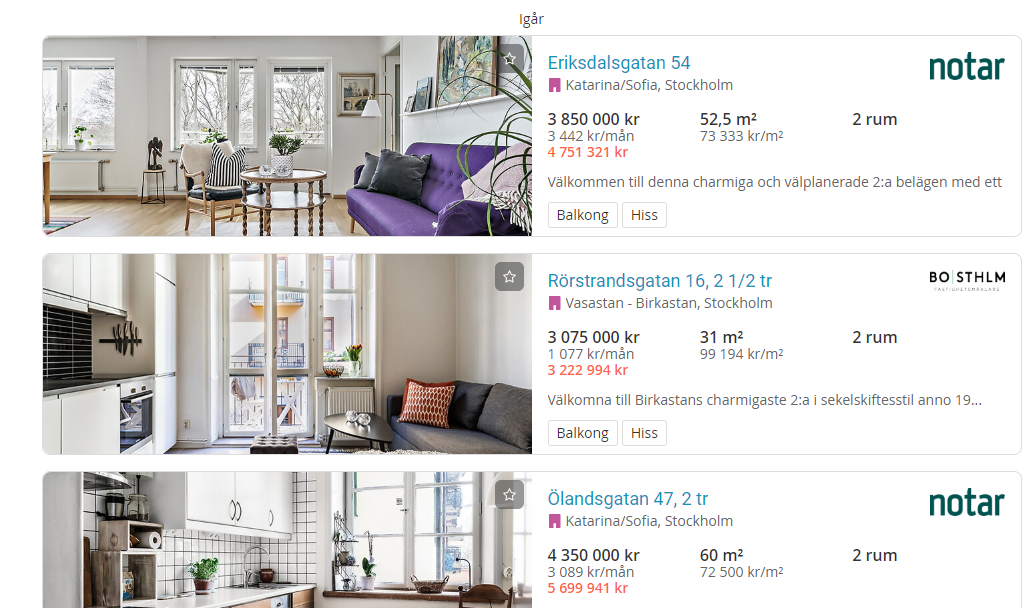 Igår
Eriksdalsgatan 54
notar
Katarina/Sofia, Stockholm
3 850 000 kr 52,5 m² 2 rum
3 442 kr/mån 73 333 kr/m²
4 751 321 kr
Välkommen till denna charmiga och välplanerade 2:a belägen med ett
Balkong Hiss
Rörstrandsgatan 16, 2 1/2 tr
BO|STHLM
FASTIGHETSMÄKLARE
Vasastan - Birkastan, Stockholm
3 075 000 kr 31 m² 2 rum
1 077 kr/mån 99 194 kr/m²
3 222 994 kr
Välkomna till Birkastans charmigaste 2:a i sekelskiftesstil anno 19...
Balkong Hiss
Ölandsgatan 47, 2 tr
notar
Katarina/Sofia, Stockholm
4 350 000 kr 60 m² 2 rum
3 089 kr/mån 72 500 kr/m²
5 699 941 kr